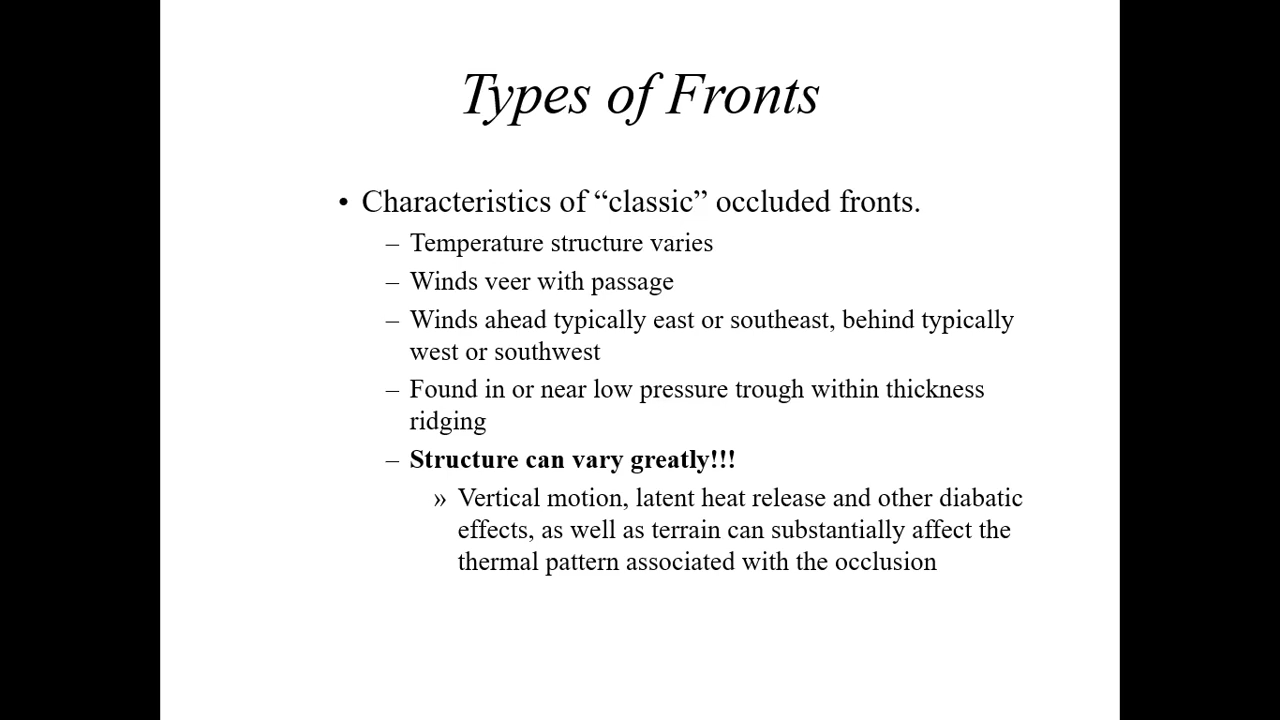 Types of Fronts
• Characteristics of “classic” occluded fronts.
– Temperature structure varies
– Winds veer with passage
– Winds ahead typically east or southeast, behind typically
west or southwest
– Found in or near low pressure trough within thickness
ridging
– Structure can vary greatly!!!
» Vertical motion, latent heat release and other diabatic
effects, as well as terrain can substantially affect the
thermal pattern associated with the occlusion